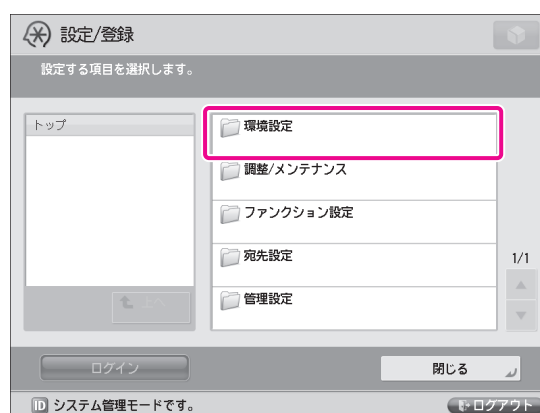 設定/登録
設定する項目を選択します。
トップ
環境設定
調整/メンテナンス
ファンクション設定
宛先設定
1/1
管理設定
上へ
ログイン
閉じる
ID システム管理モードです。
ログアウト